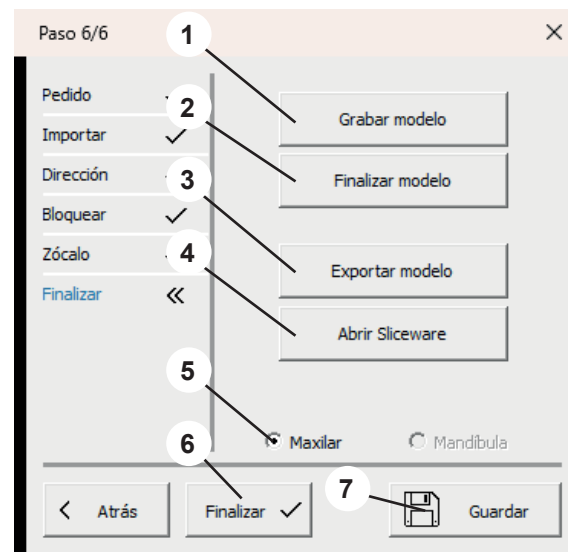 Paso 6/6
1
Pedido
2
Grabar modelo
Importar
Dirección
3
Finalizar modelo
Bloquear
Zócalo
4
Exportar modelo
Finalizar
Abrir Sliceware
5
Maxilar
Mandíbula
6
7
Atrás
Finalizar
Guardar